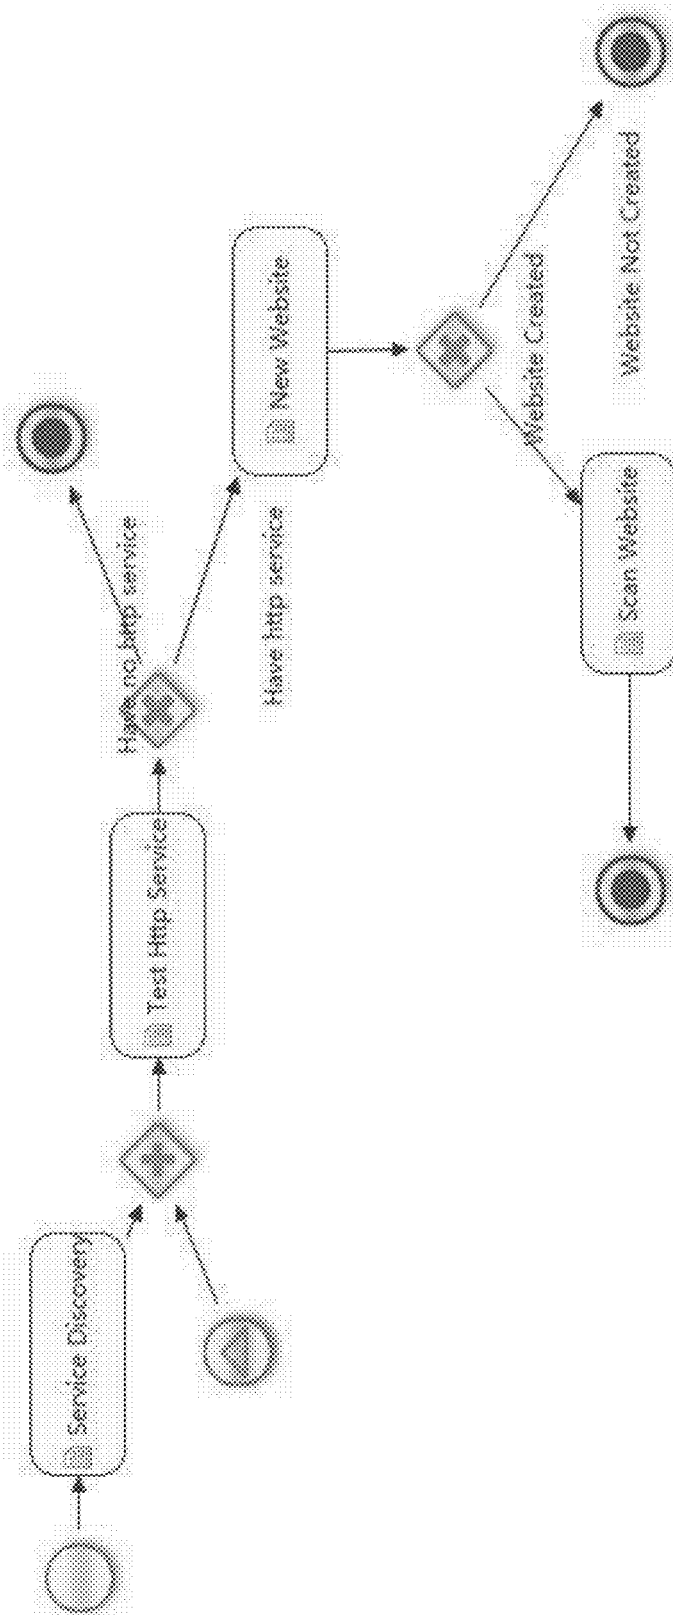 Service Discovery
Test Http Service
Have no http service
Have http service
New Website
Website Created
Website Not Created
Scan Website